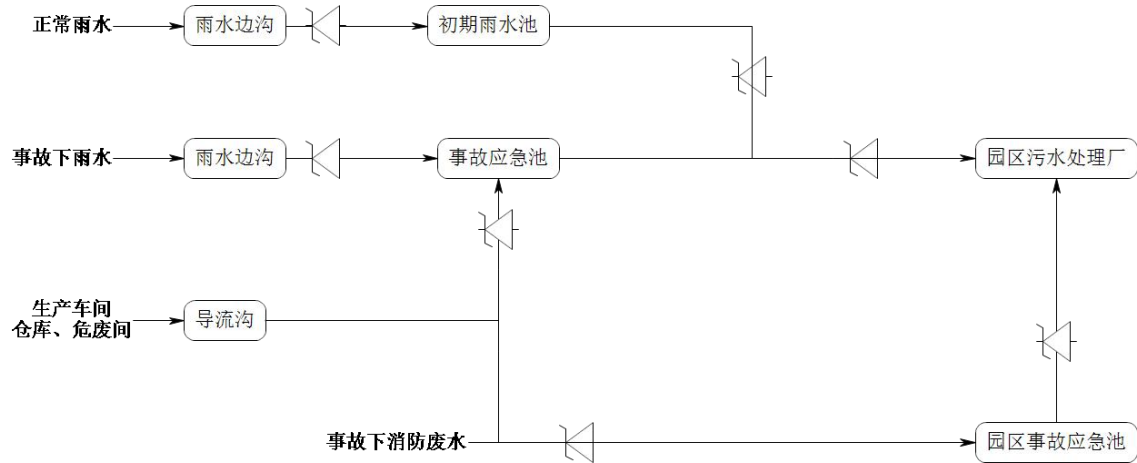 正常雨水
雨水边沟
初期雨水池
事故下雨水
雨水边沟
事故应急池
园区污水处理厂
生产车间
仓库、危废间
导流沟
事故下消防废水
园区事故应急池